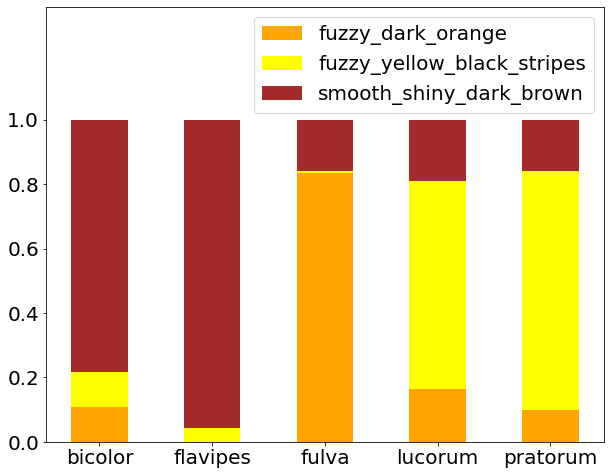 fuzzy_dark_orange
fuzzy_yellow_black_stripes
smooth_shiny_dark_brown
1.0
0.8
0.6
0.4
0.2
0.0
bicolor flavipes fulva lucorum pratorum